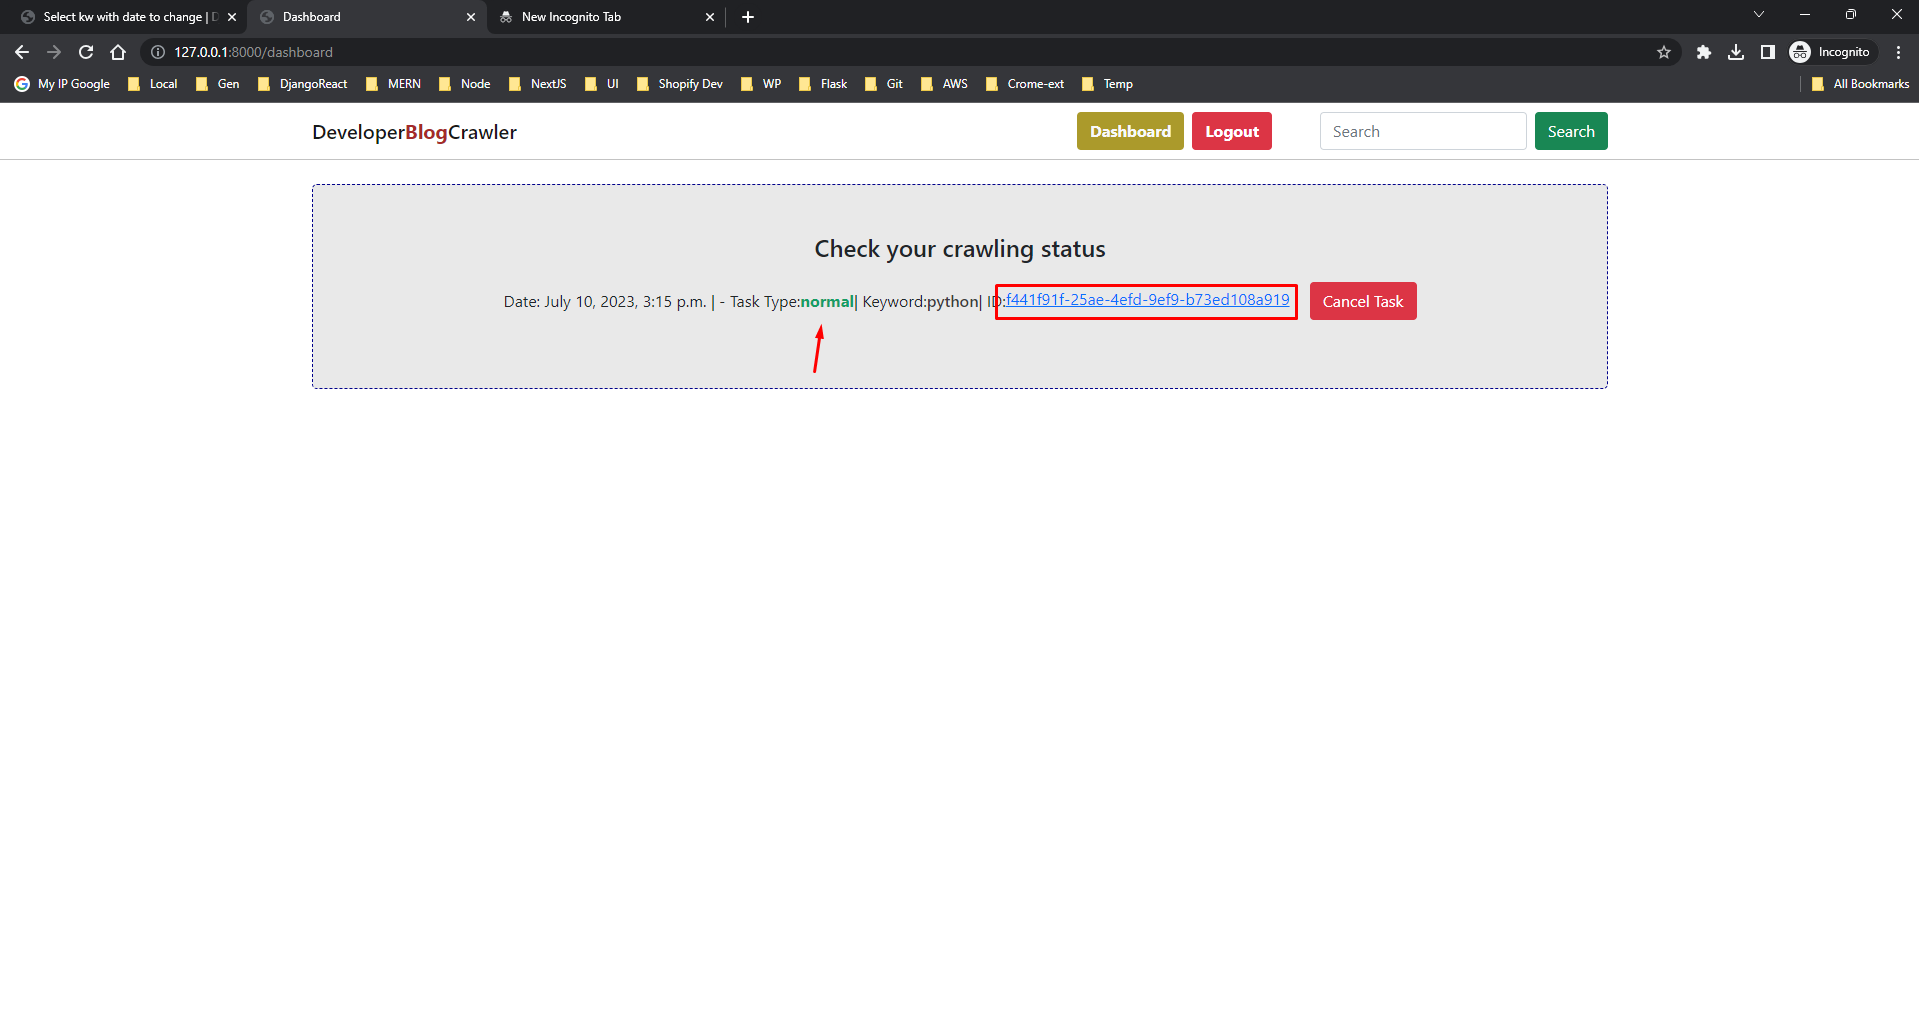 Select kw with date to change | D
Dashboard
New Incognito Tab
127.0.0.1:8000/dashboard
Incognito
My IP Google
Local
Gen
DjangoReact
MERN
Node
NextJS
UI
Shopify Dev
WP
Flask
Git
AWS
Crome-ext
Temp
All Bookmarks
DeveloperBlogCrawler
Dashboard
Logout
Search
Search
Check your crawling status
Date: July 10, 2023, 3:15 p.m. | - Task Type:normal| Keyword:python| ID:f441f91f-25ae-4efd-9ef9-b73ed108a919
Cancel Task